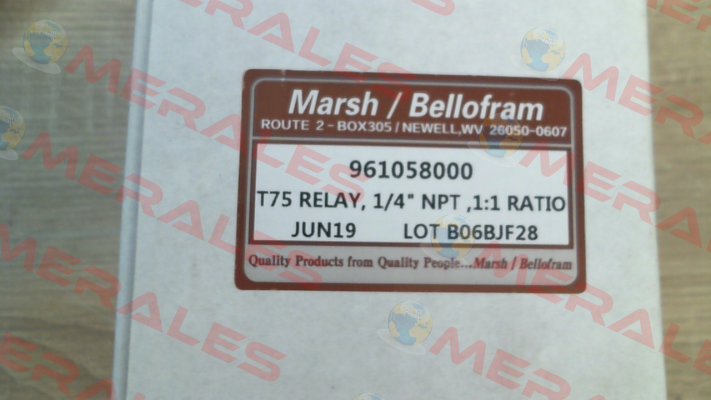 Marsh / Bellofram
ROUTE 2 - BOX305 / NEWELL, WV 26050-0607
961058000
T75 RELAY, 1/4" NPT ,1:1 RATIO
JUN19 LOT B06BJF28
Quality Products from Quality People...Marsh / Bellofram
MERALES
MERALES
MERALES
MERALES
MERALES